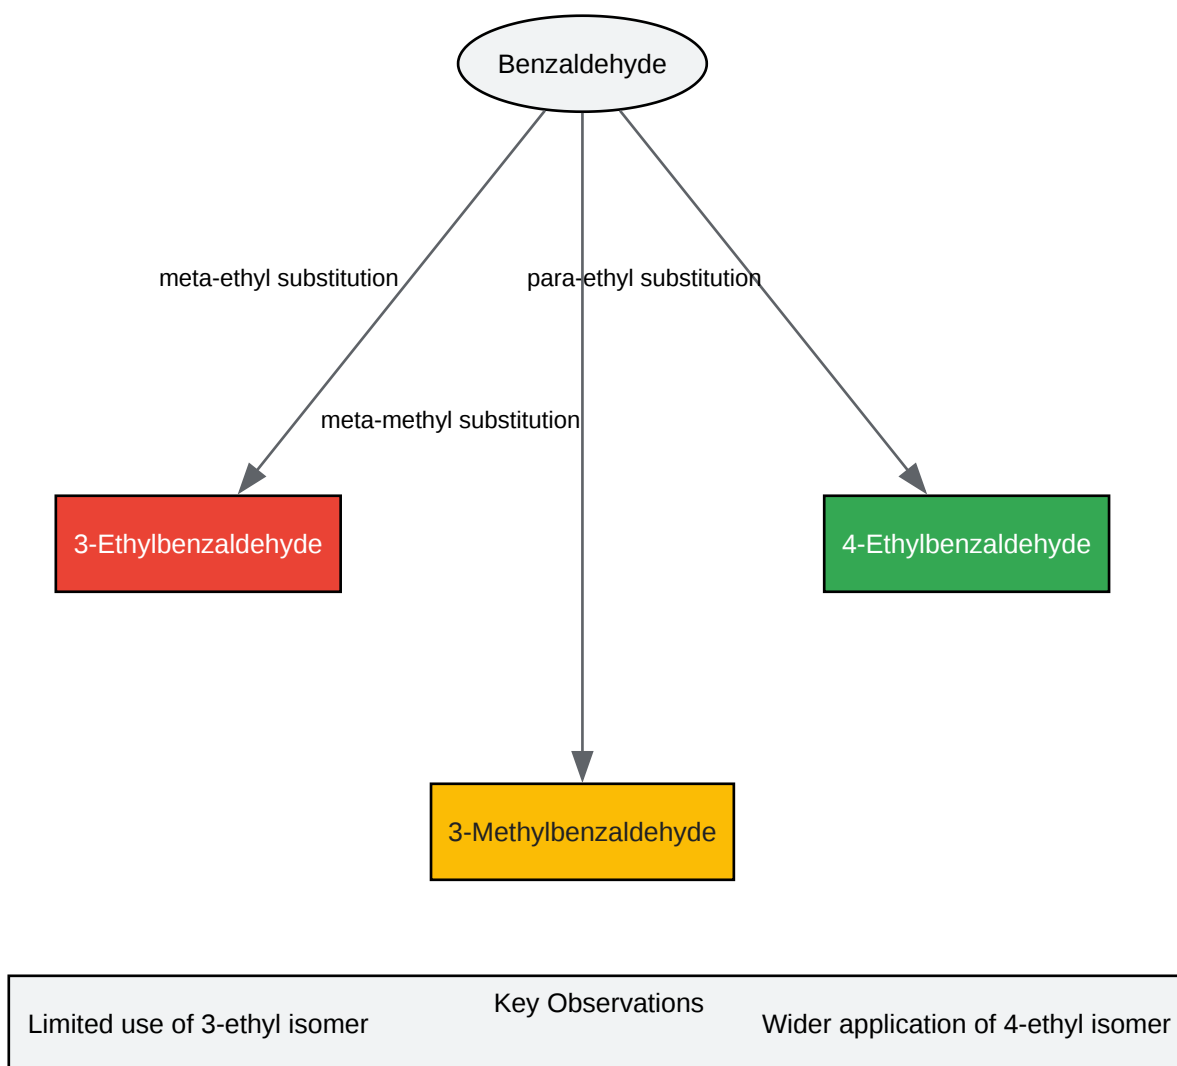 Benzaldehyde
meta-ethyl substitution
para-ethyl substitution
meta-methyl substitution
3-Ethylbenzaldehyde
4-Ethylbenzaldehyde
3-Methylbenzaldehyde
Key Observations
Limited use of 3-ethyl isomer
Wider application of 4-ethyl isomer